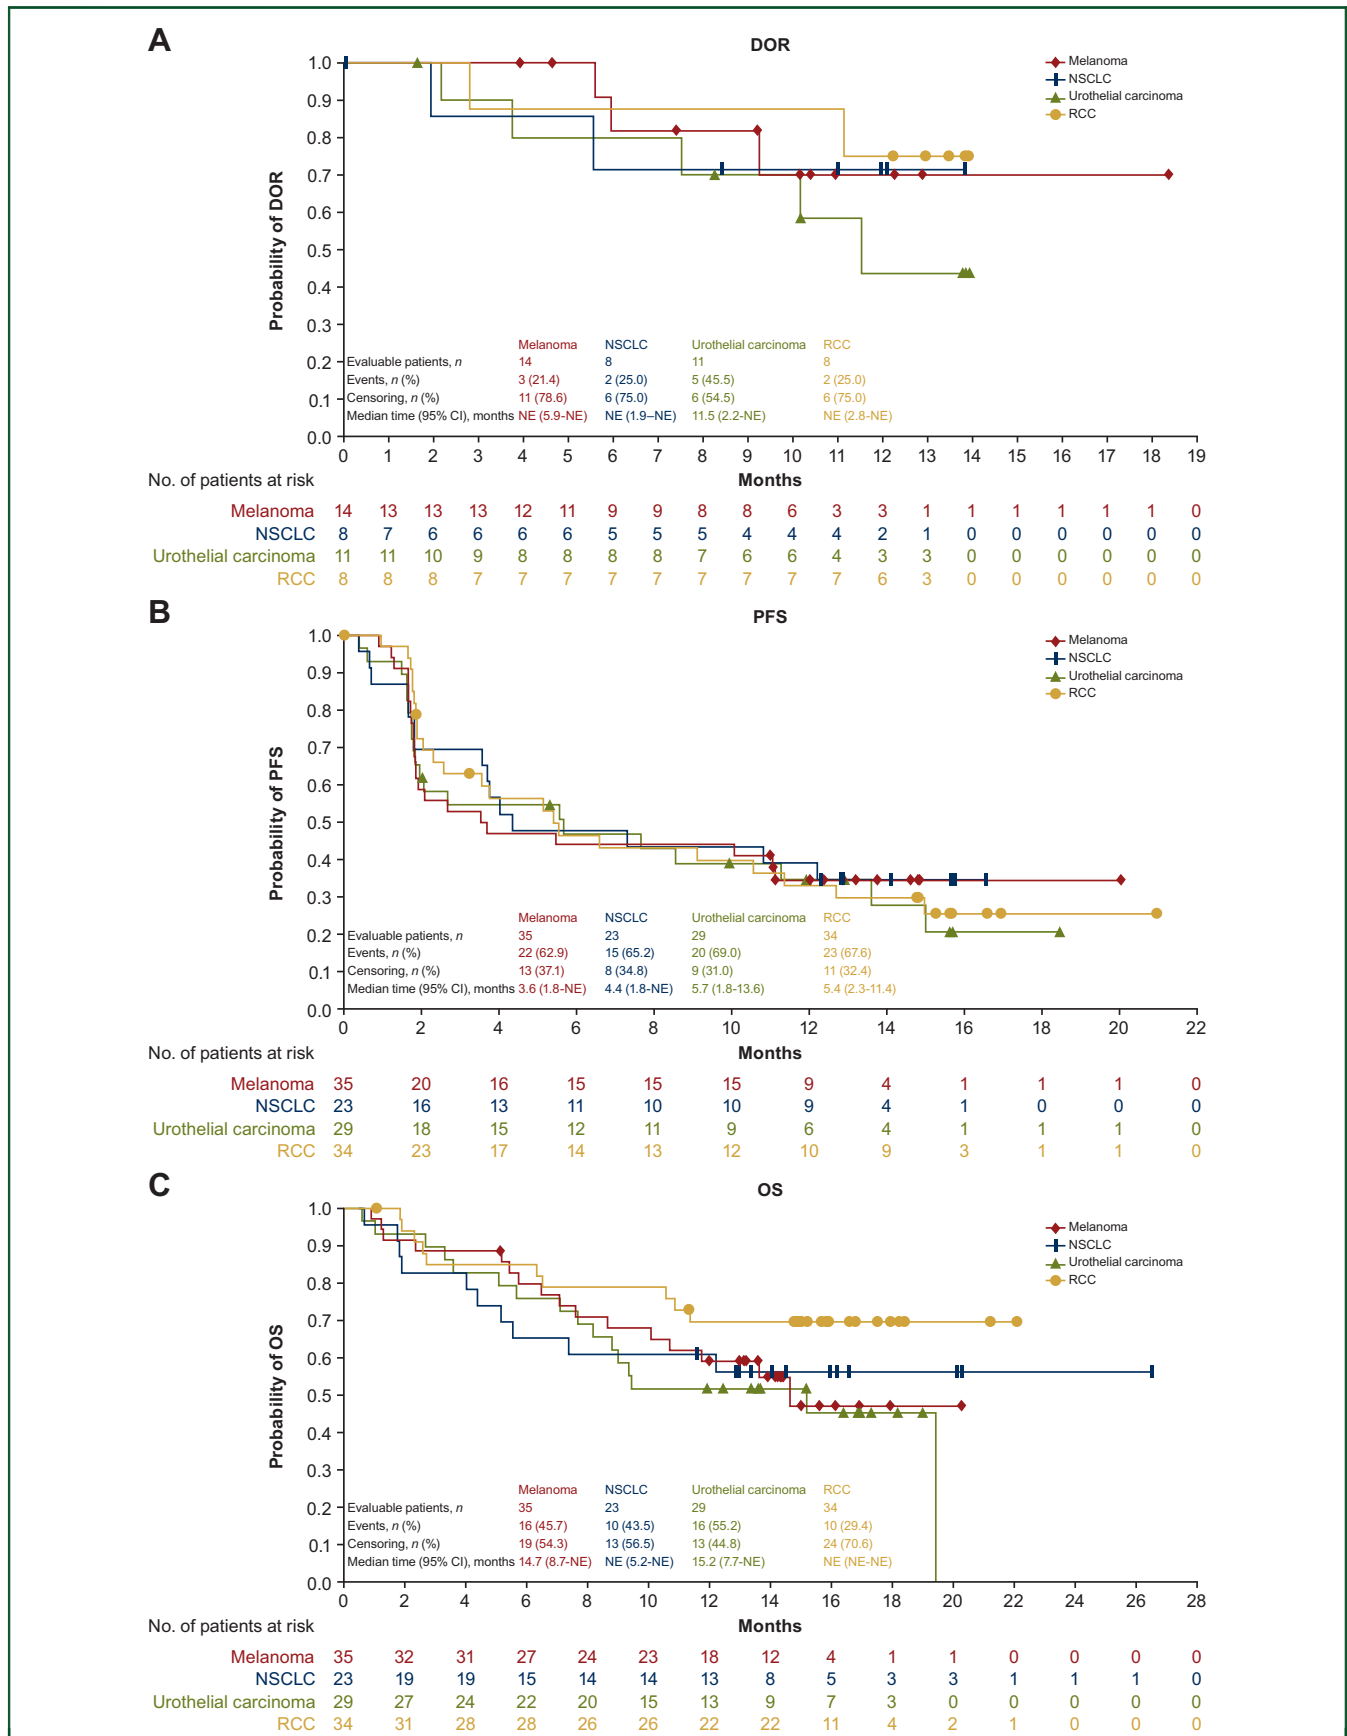 A
DOR
Melanoma
NSCLC
Urothelial carcinoma
RCC
1.0
0.9
0.8
0.7
0.6
0.5
0.4
0.3
0.2
0.1
0.0
Probability of DOR
Melanoma NSCLC Urothelial carcinoma RCC
Evaluable patients, n 14 8 11 8
Events, n (%) 3 (21.4) 2 (25.0) 5 (45.5) 2 (25.0)
Censoring, n (%) 11 (78.6) 6 (75.0) 6 (54.5) 6 (75.0)
Median time (95% CI), months NE (5.9-NE) NE (1.9–NE) 11.5 (2.2-NE) NE (2.8-NE)
0 1 2 3 4 5 6 7 8 9 10 11 12 13 14 15 16 17 18 19
No. of patients at risk Months
Melanoma 14 13 13 13 12 11 9 9 8 8 6 3 3 1 1 1 1 1 1 0
NSCLC 8 7 6 6 6 6 5 5 5 4 4 4 2 1 0 0 0 0 0 0
Urothelial carcinoma 11 11 10 9 8 8 8 8 7 6 6 4 3 3 0 0 0 0 0 0
RCC 8 8 8 7 7 7 7 7 7 7 7 7 6 3 0 0 0 0 0 0
B
PFS
Melanoma
NSCLC
Urothelial carcinoma
RCC
1.0
0.9
0.8
0.7
0.6
0.5
0.4
0.3
0.2
0.1
0.0
Probability of PFS
Melanoma NSCLC Urothelial carcinoma RCC
Evaluable patients, n 35 23 29 34
Events, n (%) 22 (62.9) 15 (65.2) 20 (69.0) 23 (67.6)
Censoring, n (%) 13 (37.1) 8 (34.8) 9 (31.0) 11 (32.4)
Median time (95% CI), months 3.6 (1.8-NE) 4.4 (1.8-NE) 5.7 (1.8-13.6) 5.4 (2.3-11.4)
0 2 4 6 8 10 12 14 16 18 20 22
No. of patients at risk Months
Melanoma 35 20 16 15 15 15 9 4 1 1 1 0
NSCLC 23 16 13 11 10 10 9 4 1 0 0 0
Urothelial carcinoma 29 18 15 12 11 9 6 4 1 1 1 0
RCC 34 23 17 14 13 12 10 9 3 1 1 0
C
OS
Melanoma
NSCLC
Urothelial carcinoma
RCC
1.0
0.9
0.8
0.7
0.6
0.5
0.4
0.3
0.2
0.1
0.0
Probability of OS
Melanoma NSCLC Urothelial carcinoma RCC
Evaluable patients, n 35 23 29 34
Events, n (%) 16 (45.7) 10 (43.5) 16 (55.2) 10 (29.4)
Censoring, n (%) 19 (54.3) 13 (56.5) 13 (44.8) 24 (70.6)
Median time (95% CI), months 14.7 (8.7-NE) NE (5.2-NE) 15.2 (7.7-NE) NE (NE-NE)
0 2 4 6 8 10 12 14 16 18 20 22 24 26 28
No. of patients at risk Months
Melanoma 35 32 31 27 24 23 18 12 4 1 1 0 0 0 0
NSCLC 23 19 19 15 14 14 13 8 5 3 3 1 1 1 0
Urothelial carcinoma 29 27 24 22 20 15 13 9 7 3 0 0 0 0 0
RCC 34 31 28 28 26 26 22 22 11 4 2 1 0 0 0